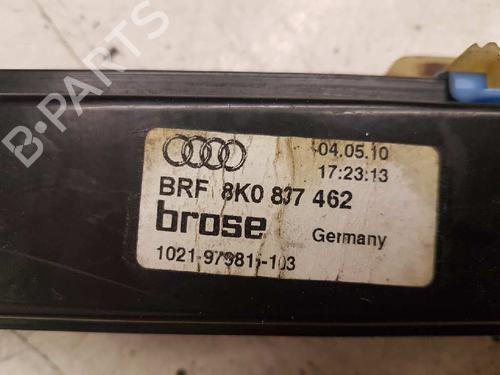 04.05.10
17:23:13
BRF 8K0 837 462
brose Germany
1021-97981-103
B-PARTS